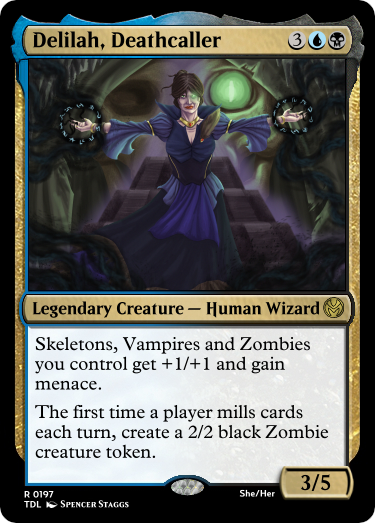 Delilah, Deathcaller 3
Legendary Creature — Human Wizard
Skeletons, Vampires and Zombies
you control get +1/+1 and gain
menace.
The first time a player mills cards
each turn, create a 2/2 black Zombie
creature token.
3/5
R 0197
She/Her
TDL Spencer Staggs